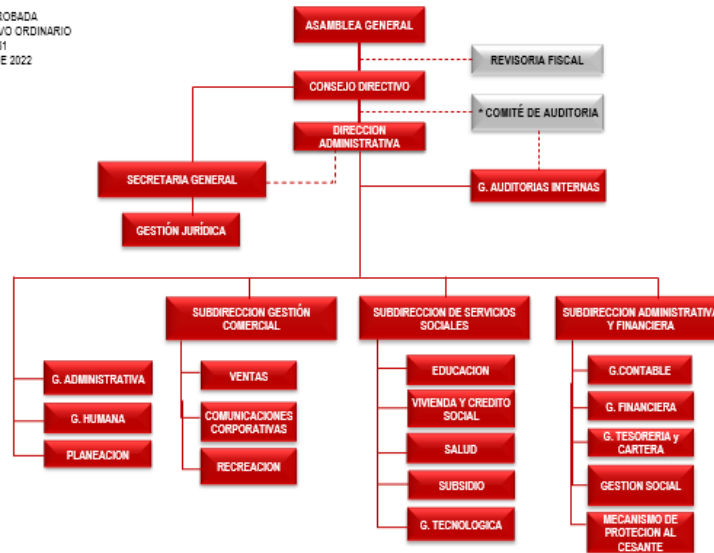 VO ORDINARIO
E 2022
ASAMBLEA GENERAL
REVISORIA FISCAL
CONSEJO DIRECTIVO
* COMITÉ DE AUDITORIA
DIRECCION
ADMINISTRATIVA
SECRETARIA GENERAL
G. AUDITORIAS INTERNAS
GESTIÓN JURÍDICA
SUBDIRECCION GESTIÓN
COMERCIAL
SUBDIRECCION DE SERVICIOS
SOCIALES
SUBDIRECCION ADMINISTRATIVA
Y FINANCIERA
G. ADMINISTRATIVA
G. HUMANA
PLANEACION
VENTAS
COMUNICACIONES
CORPORATIVAS
RECREACION
EDUCACION
VIVIENDA Y CREDITO
SOCIAL
SALUD
SUBSIDIO
G. TECNOLOGICA
G.CONTABLE
G. FINANCIERA
G. TESORERIA y
CARTERA
GESTION SOCIAL
MECANISMO DE
PROTECION AL
CESANTE